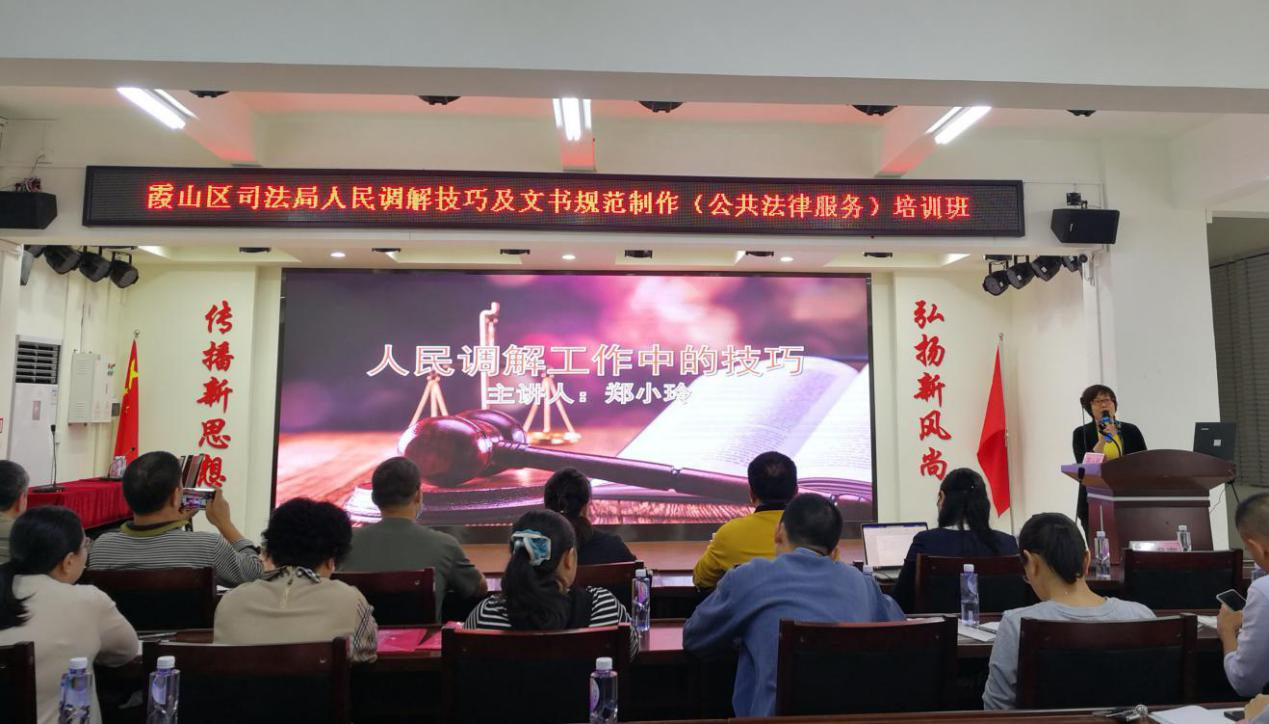 霞山区司法局人民调解技巧及文书规范制作（公共法律服务）培训班
传播新思想
人民调解工作中的技巧
主讲人：郑小玲
弘扬新风尚